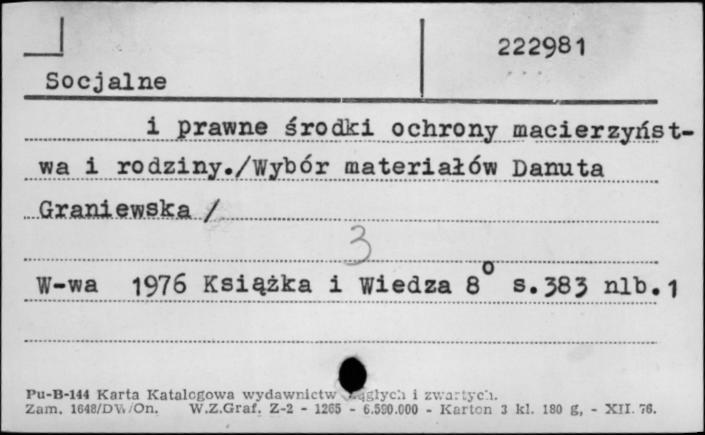 222981
Socjalne
i prawne środki ochrony macierzyńst-
wa i rodziny./Wybór materiałów Danuta
Graniewska /
3
W-wa 1976 Książka i Wiedza 8° s.383 nlb.1
Pu-B-144 Karta Katalogowa wydawnictw ciągłych i zwartych.
Zam. 1648/DW/On. W.Z.Graf. Z-2 - 1265 - 6.590.000 - Karton 3 kl. 180 g, - XII. 76.